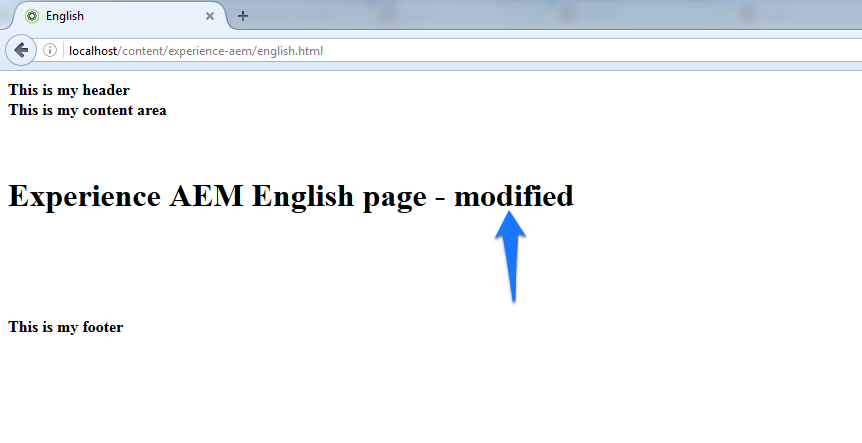 English
localhost/content/experience-aem/english.html
This is my header
This is my content area
Experience AEM English page - modified
This is my footer